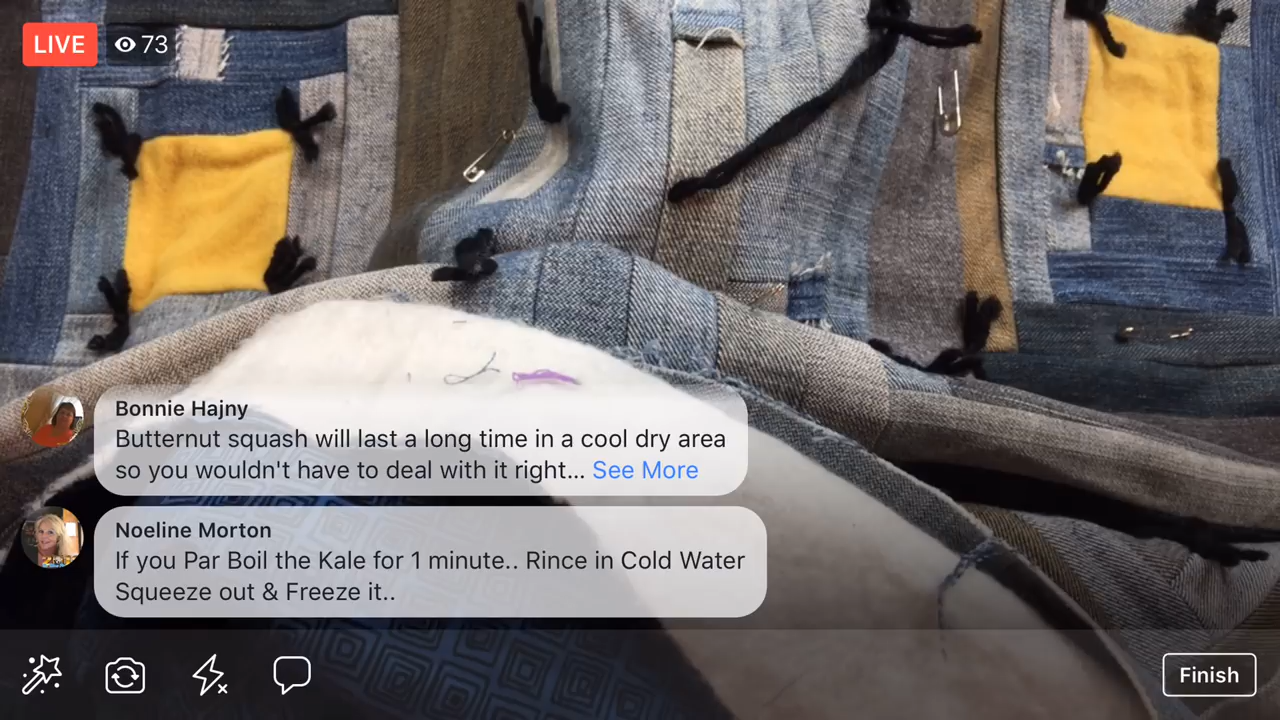 LIVE 73
Bonnie Hajny
Butternut squash will last a long time in a cool dry area
so you wouldn't have to deal with it right... See More
Noeline Morton
If you Par Boil the Kale for 1 minute.. Rince in Cold Water
Squeeze out & Freeze it..
Finish